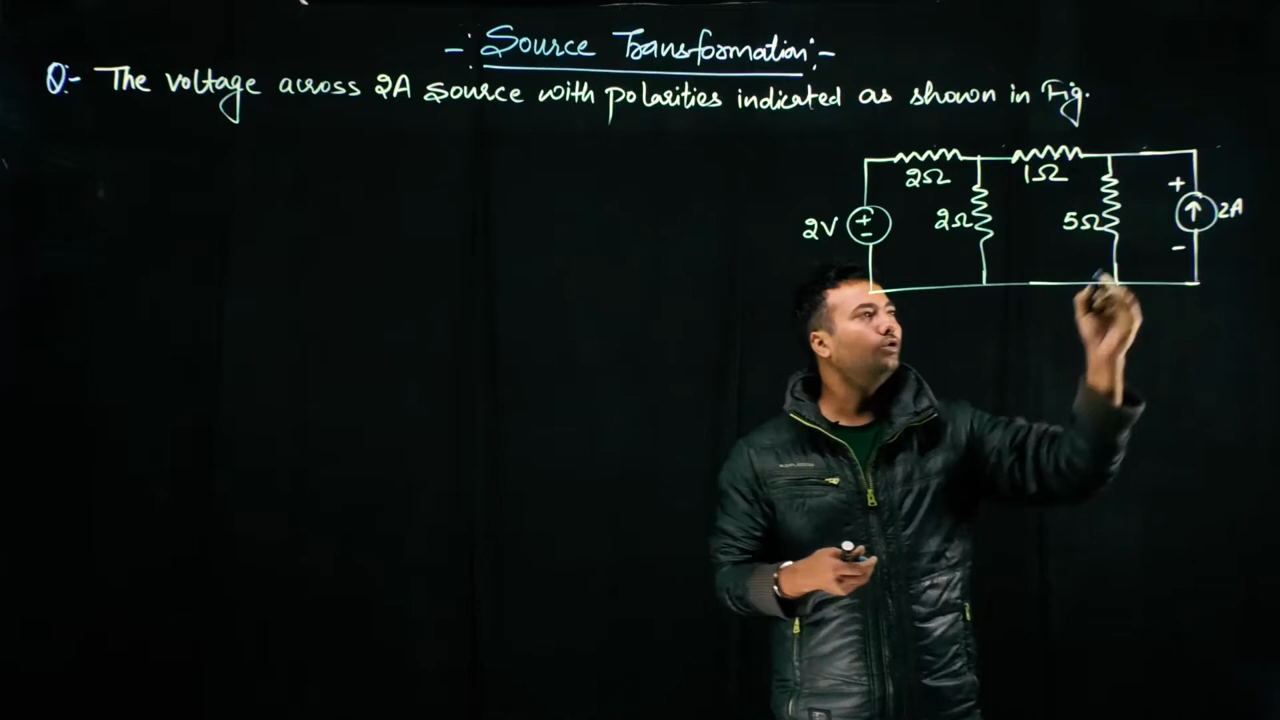 -: Source Transformation:-
Q:- The voltage across 2A source with polarities indicated as shown in Fig.
2Ω 1Ω
2V + - 2Ω 5Ω + - 2A